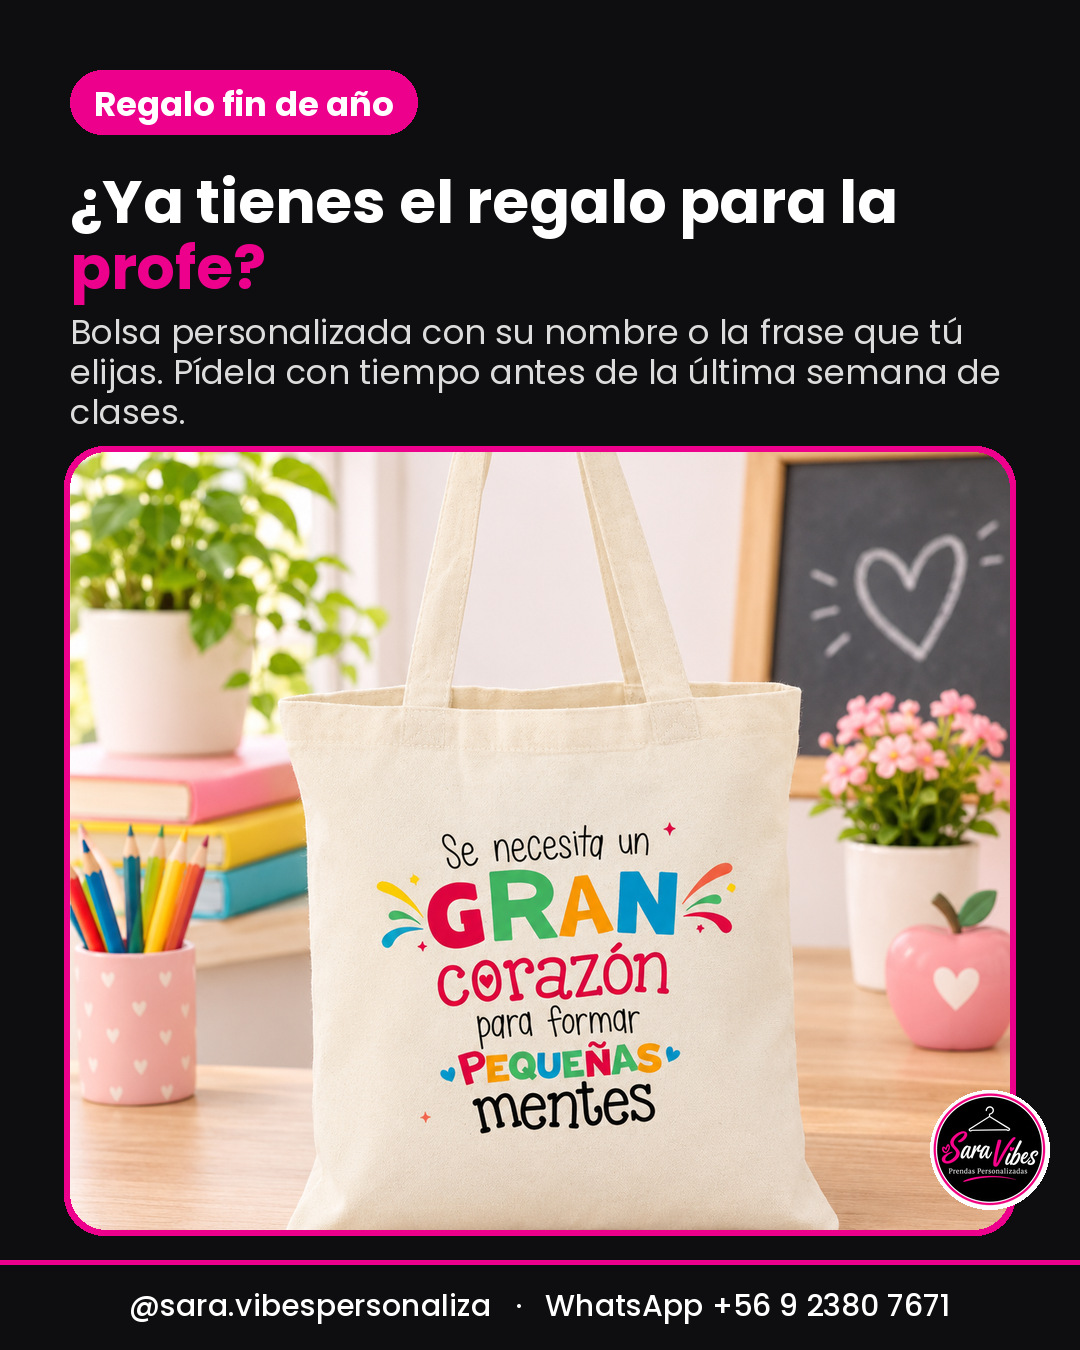 Regalo fin de año
¿Ya tienes el regalo para la
profe?
Bolsa personalizada con su nombre o la frase que tú
elijas. Pídela con tiempo antes de la última semana de
clases.
Se necesita un
GRAN
corazón
para formar
PEQUEÑAS
mentes
Sara Vibes
Prendas Personalizadas
@sara.vibespersonaliza · WhatsApp +56 9 2380 7671